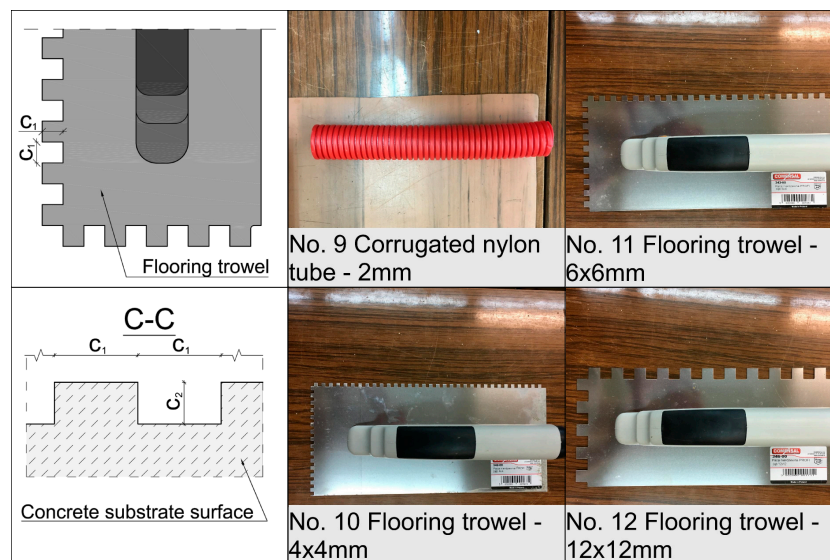 C₁
C₁
Flooring trowel
No. 9 Corrugated nylon
tube - 2mm
CONDORSAL
No. 11 Flooring trowel -
6x6mm
C-C
C₁
C₁
C₂
Concrete substrate surface
No. 10 Flooring trowel -
4x4mm
No. 12 Flooring trowel -
12x12mm